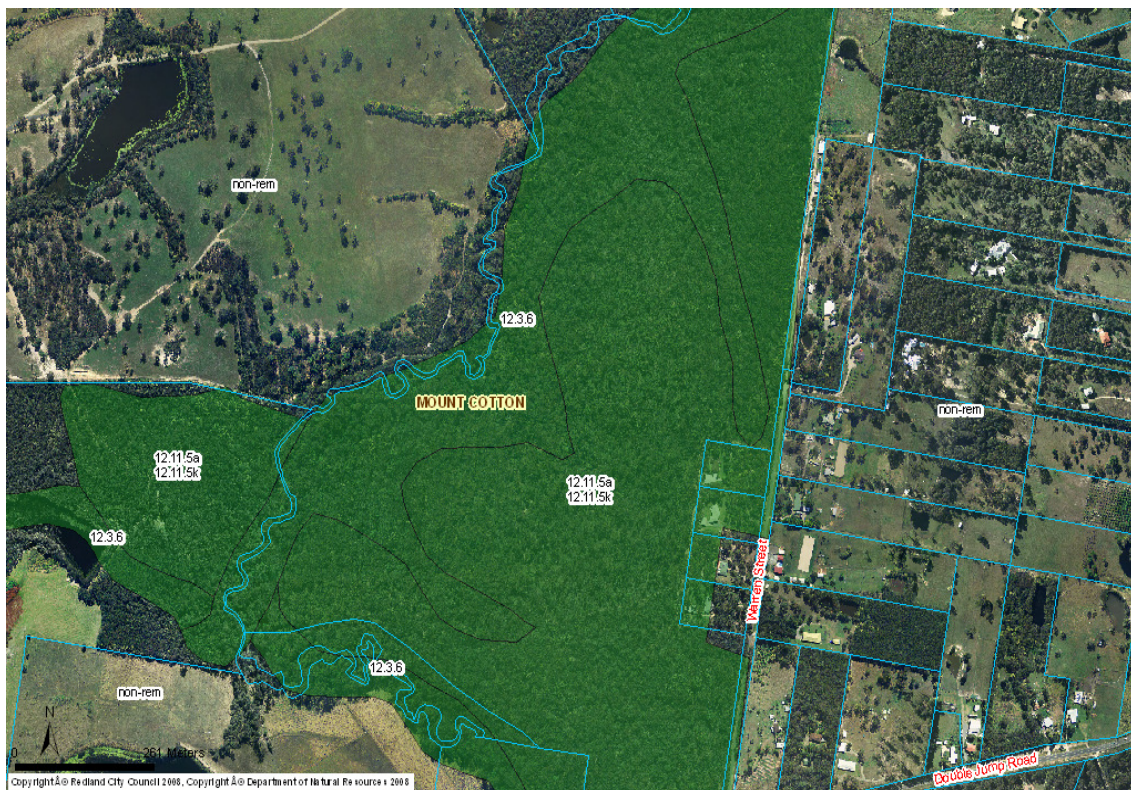 non-rem
12.3.6
MOUNT COTTON
non-rem
12.11.5a
12.11.5k
12.11.5a
12.11.5k
12.3.6
Warren Street
12.3.6
non-rem
N
0
261 Meters
Double Jump Road
Copyright Â© Redland City Council 2008, Copyright Â© Department of Natural Resources 2008